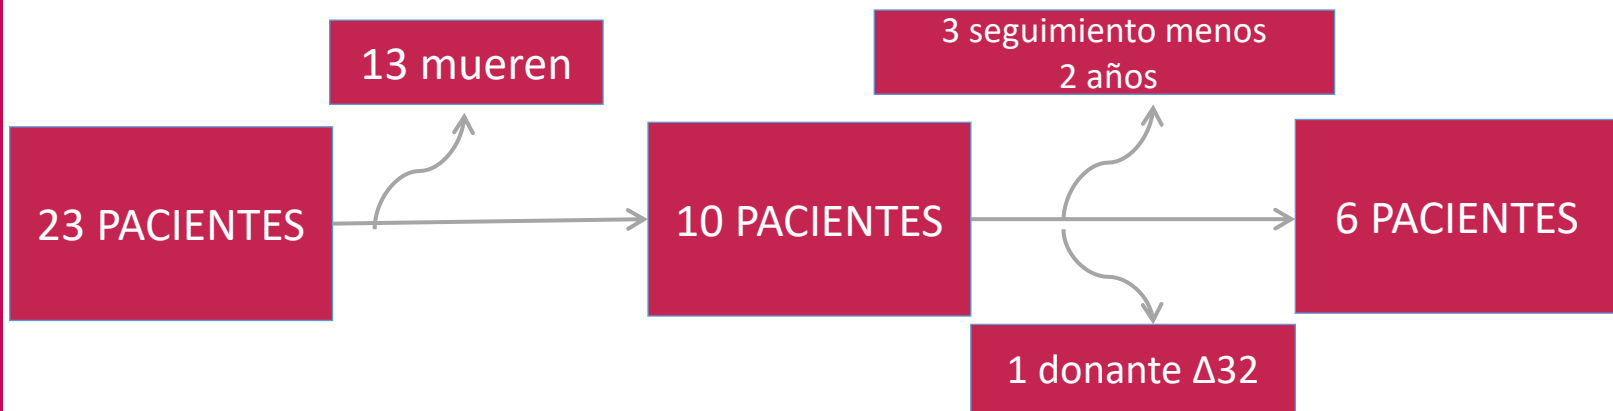 23 PACIENTES
13 mueren
10 PACIENTES
3 seguimiento menos
2 años
1 donante Δ32
6 PACIENTES